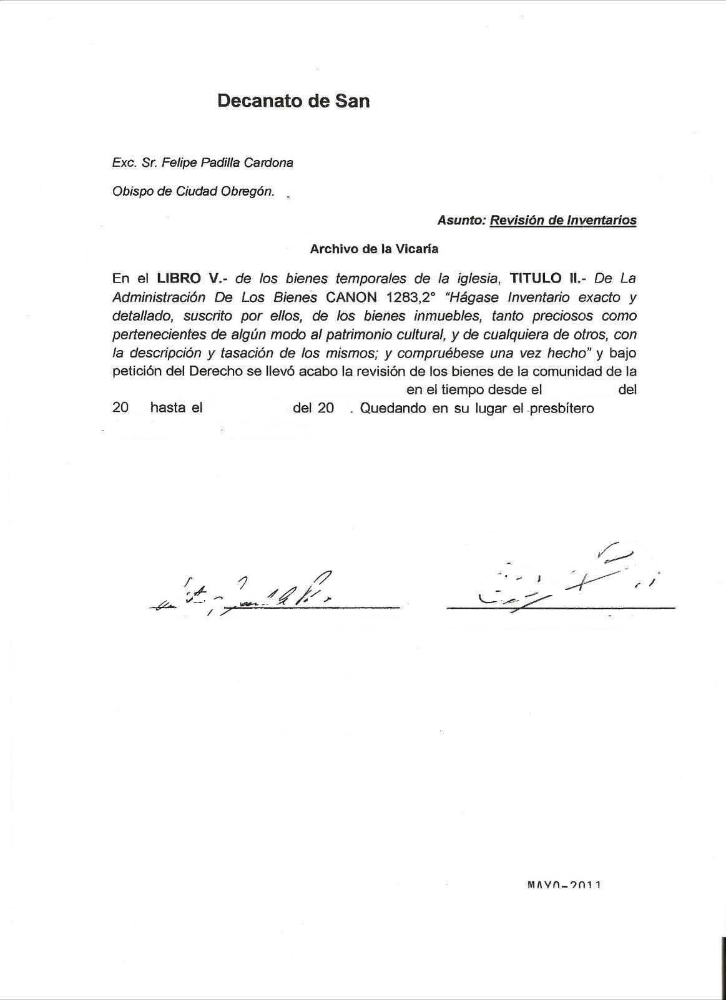 Decanato de San
Exc. Sr. Felipe Padilla Cardona
Obispo de Ciudad Obregón.
Asunto: Revisión de Inventarios
Archivo de la Vicaría
En el LIBRO V.- de los bienes temporales de la iglesia, TITULO II.- De La
Administración De Los Bienes CANON 1283,2° “Hágase Inventario exacto y
detallado, suscrito por ellos, de los bienes inmuebles, tanto preciosos como
pertenecientes de algún modo al patrimonio cultural, y de cualquiera de otros, con
la descripción y tasación de los mismos; y compruébese una vez hecho” y bajo
petición del Derecho se llevó acabo la revisión de los bienes de la comunidad de la
en el tiempo desde el del
20 hasta el del 20 . Quedando en su lugar el presbítero
MAYO-2011